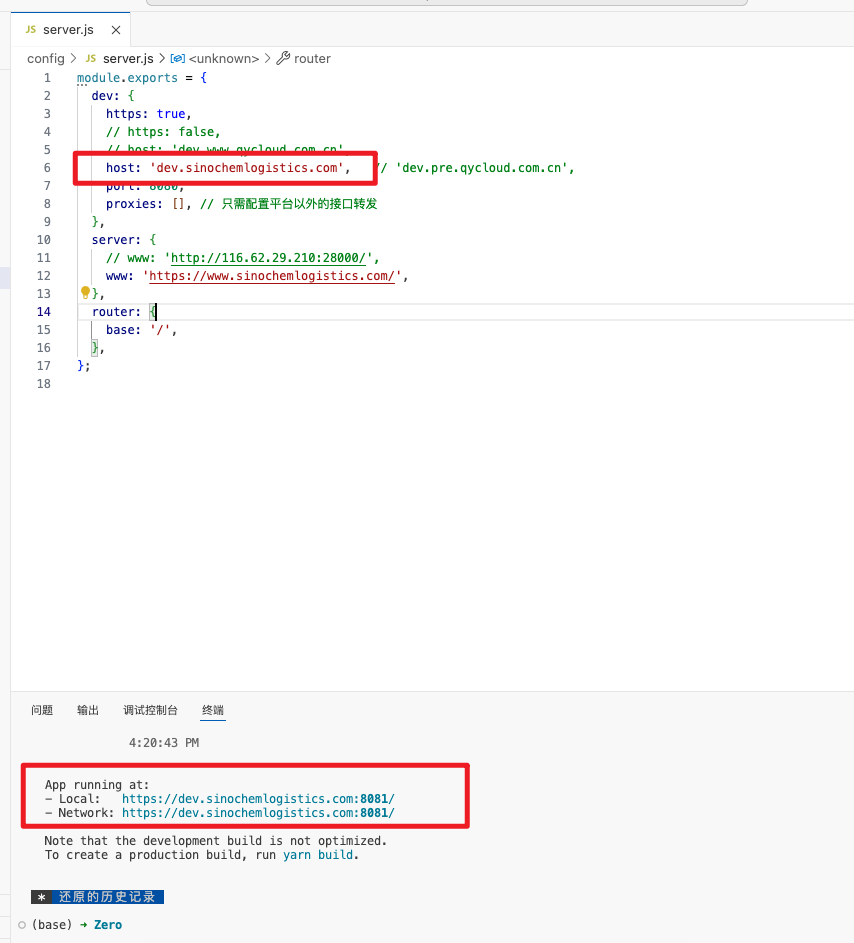 JS server.js ×
config > JS server.js > <unknown> > router
1 module.exports = {
2 dev: {
3 https: true,
4 // https: false,
5 // host: 'dev.www.qycloud.com.cn',
6 host: 'dev.sinochemlogistics.com', // 'dev.pre.qycloud.com.cn',
7 port: 8080,
8 proxies: [], // 只需配置平台以外的接口转发
9 },
10 server: {
11 // www: 'http://116.62.29.210:28000/',
12 www: 'https://www.sinochemlogistics.com/',
13 },
14 router: {
15 base: '/',
16 },
17 };
18
问题 输出 调试控制台 终端
4:20:43 PM
App running at:
- Local: https://dev.sinochemlogistics.com:8081/
- Network: https://dev.sinochemlogistics.com:8081/
Note that the development build is not optimized.
To create a production build, run yarn build.
* 还原的历史记录
(base) → Zero